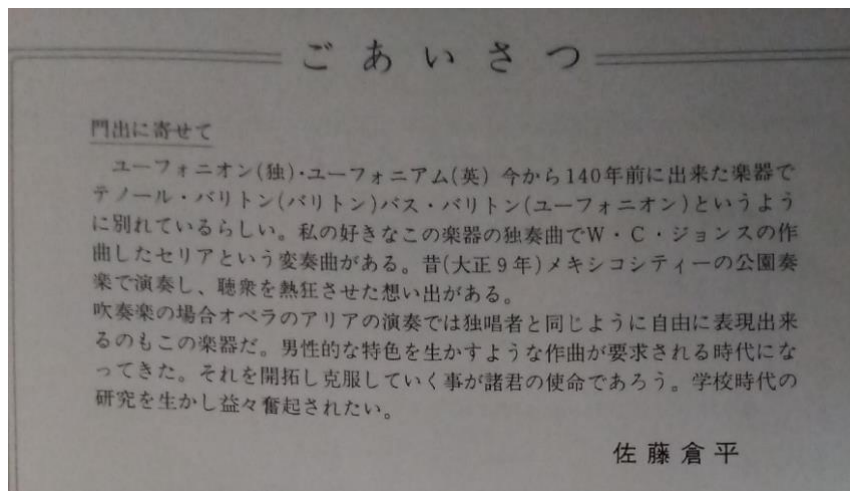 ごあいさつ
門出に寄せて
ユーフォニオン(独)・ユーフォニアム(英) 今から140年前に出来た楽器で
テノール・バリトン(バリトン)バス・バリトン(ユーフォニオン)というよう
に別れているらしい。私の好きなこの楽器の独奏曲でW・C・ジョンスの作
曲したセリアという変奏曲がある。昔(大正9年)メキシコシティーの公園奏
楽で演奏し、聴衆を熱狂させた想い出がある。
吹奏楽の場合オペラのアリアの演奏では独唱者と同じように自由に表現出来
るのもこの楽器だ。男性的な特色を生かすような作曲が要求される時代にな
ってきた。それを開拓し克服していく事が諸君の使命であろう。学校時代の
研究を生かし益々奮起されたい。
佐藤倉平